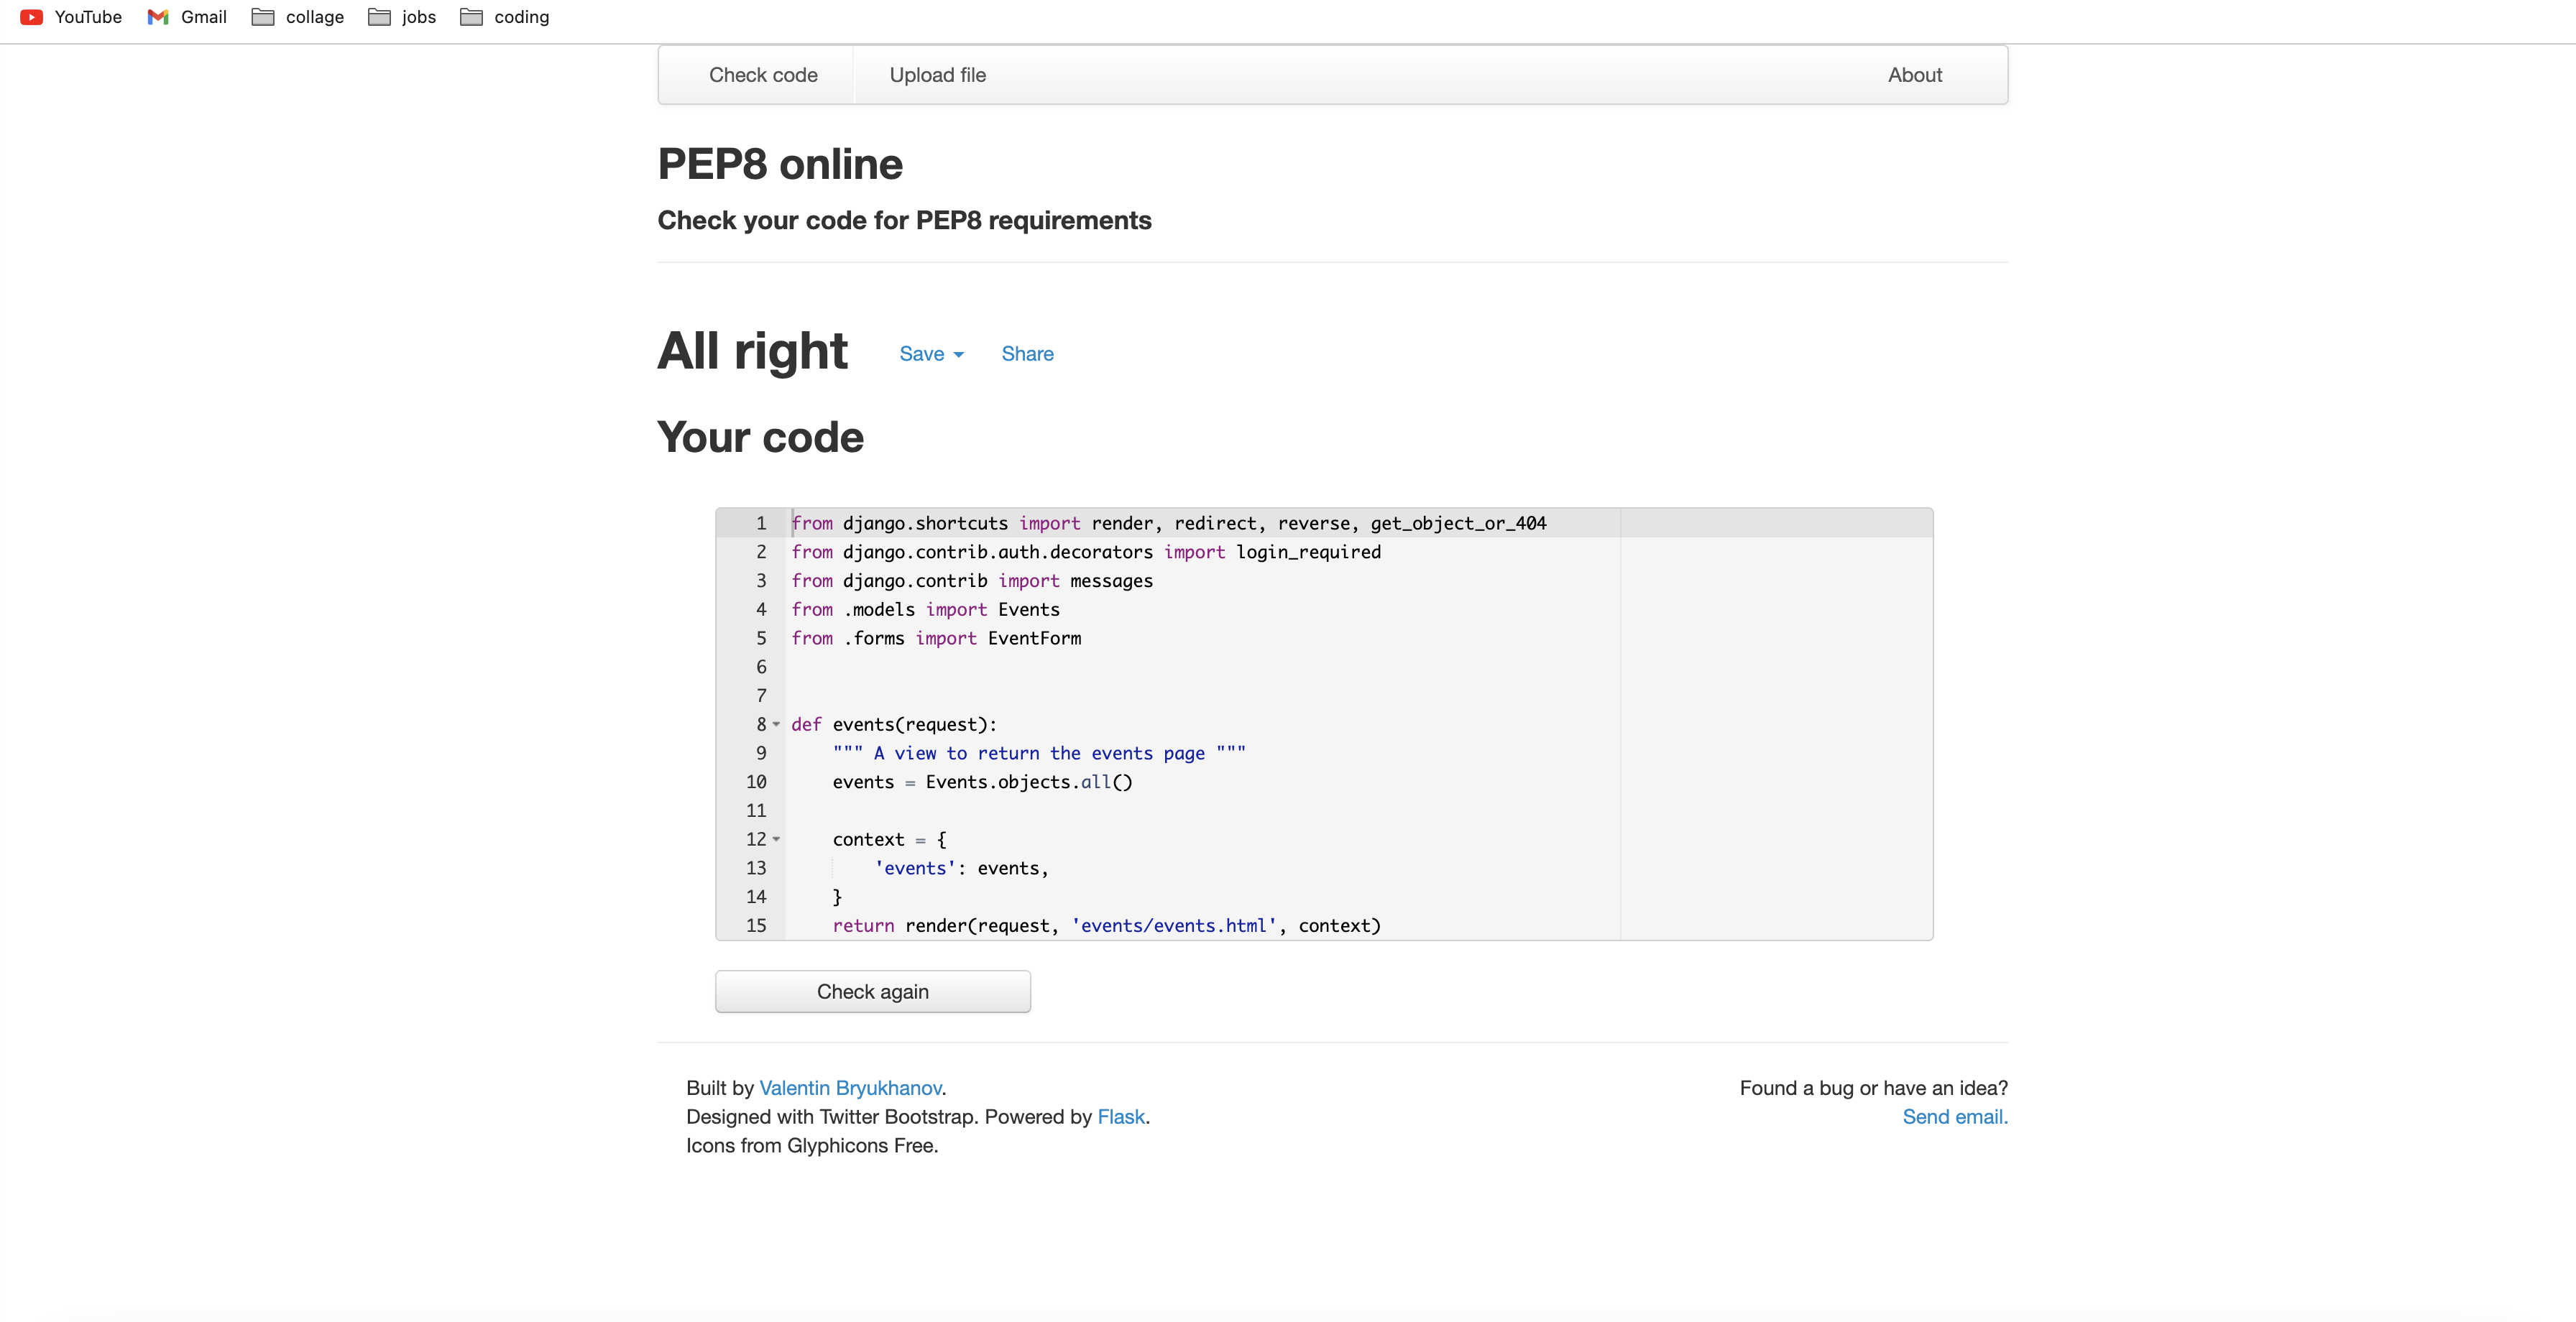 YouTube Gmail collage jobs coding
Check code Upload file About
PEP8 online
Check your code for PEP8 requirements
All right Save Share
Your code
1 from django.shortcuts import render, redirect, reverse, get_object_or_404
2 from django.contrib.auth.decorators import login_required
3 from django.contrib import messages
4 from .models import Events
5 from .forms import EventForm
6
7
8 def events(request):
9     """ A view to return the events page """
10     events = Events.objects.all()
11
12     context = {
13         'events': events,
14     }
15     return render(request, 'events/events.html', context)
Check again
Built by Valentin Bryukhanov.
Designed with Twitter Bootstrap. Powered by Flask.
Icons from Glyphicons Free.
Found a bug or have an idea?
Send email.